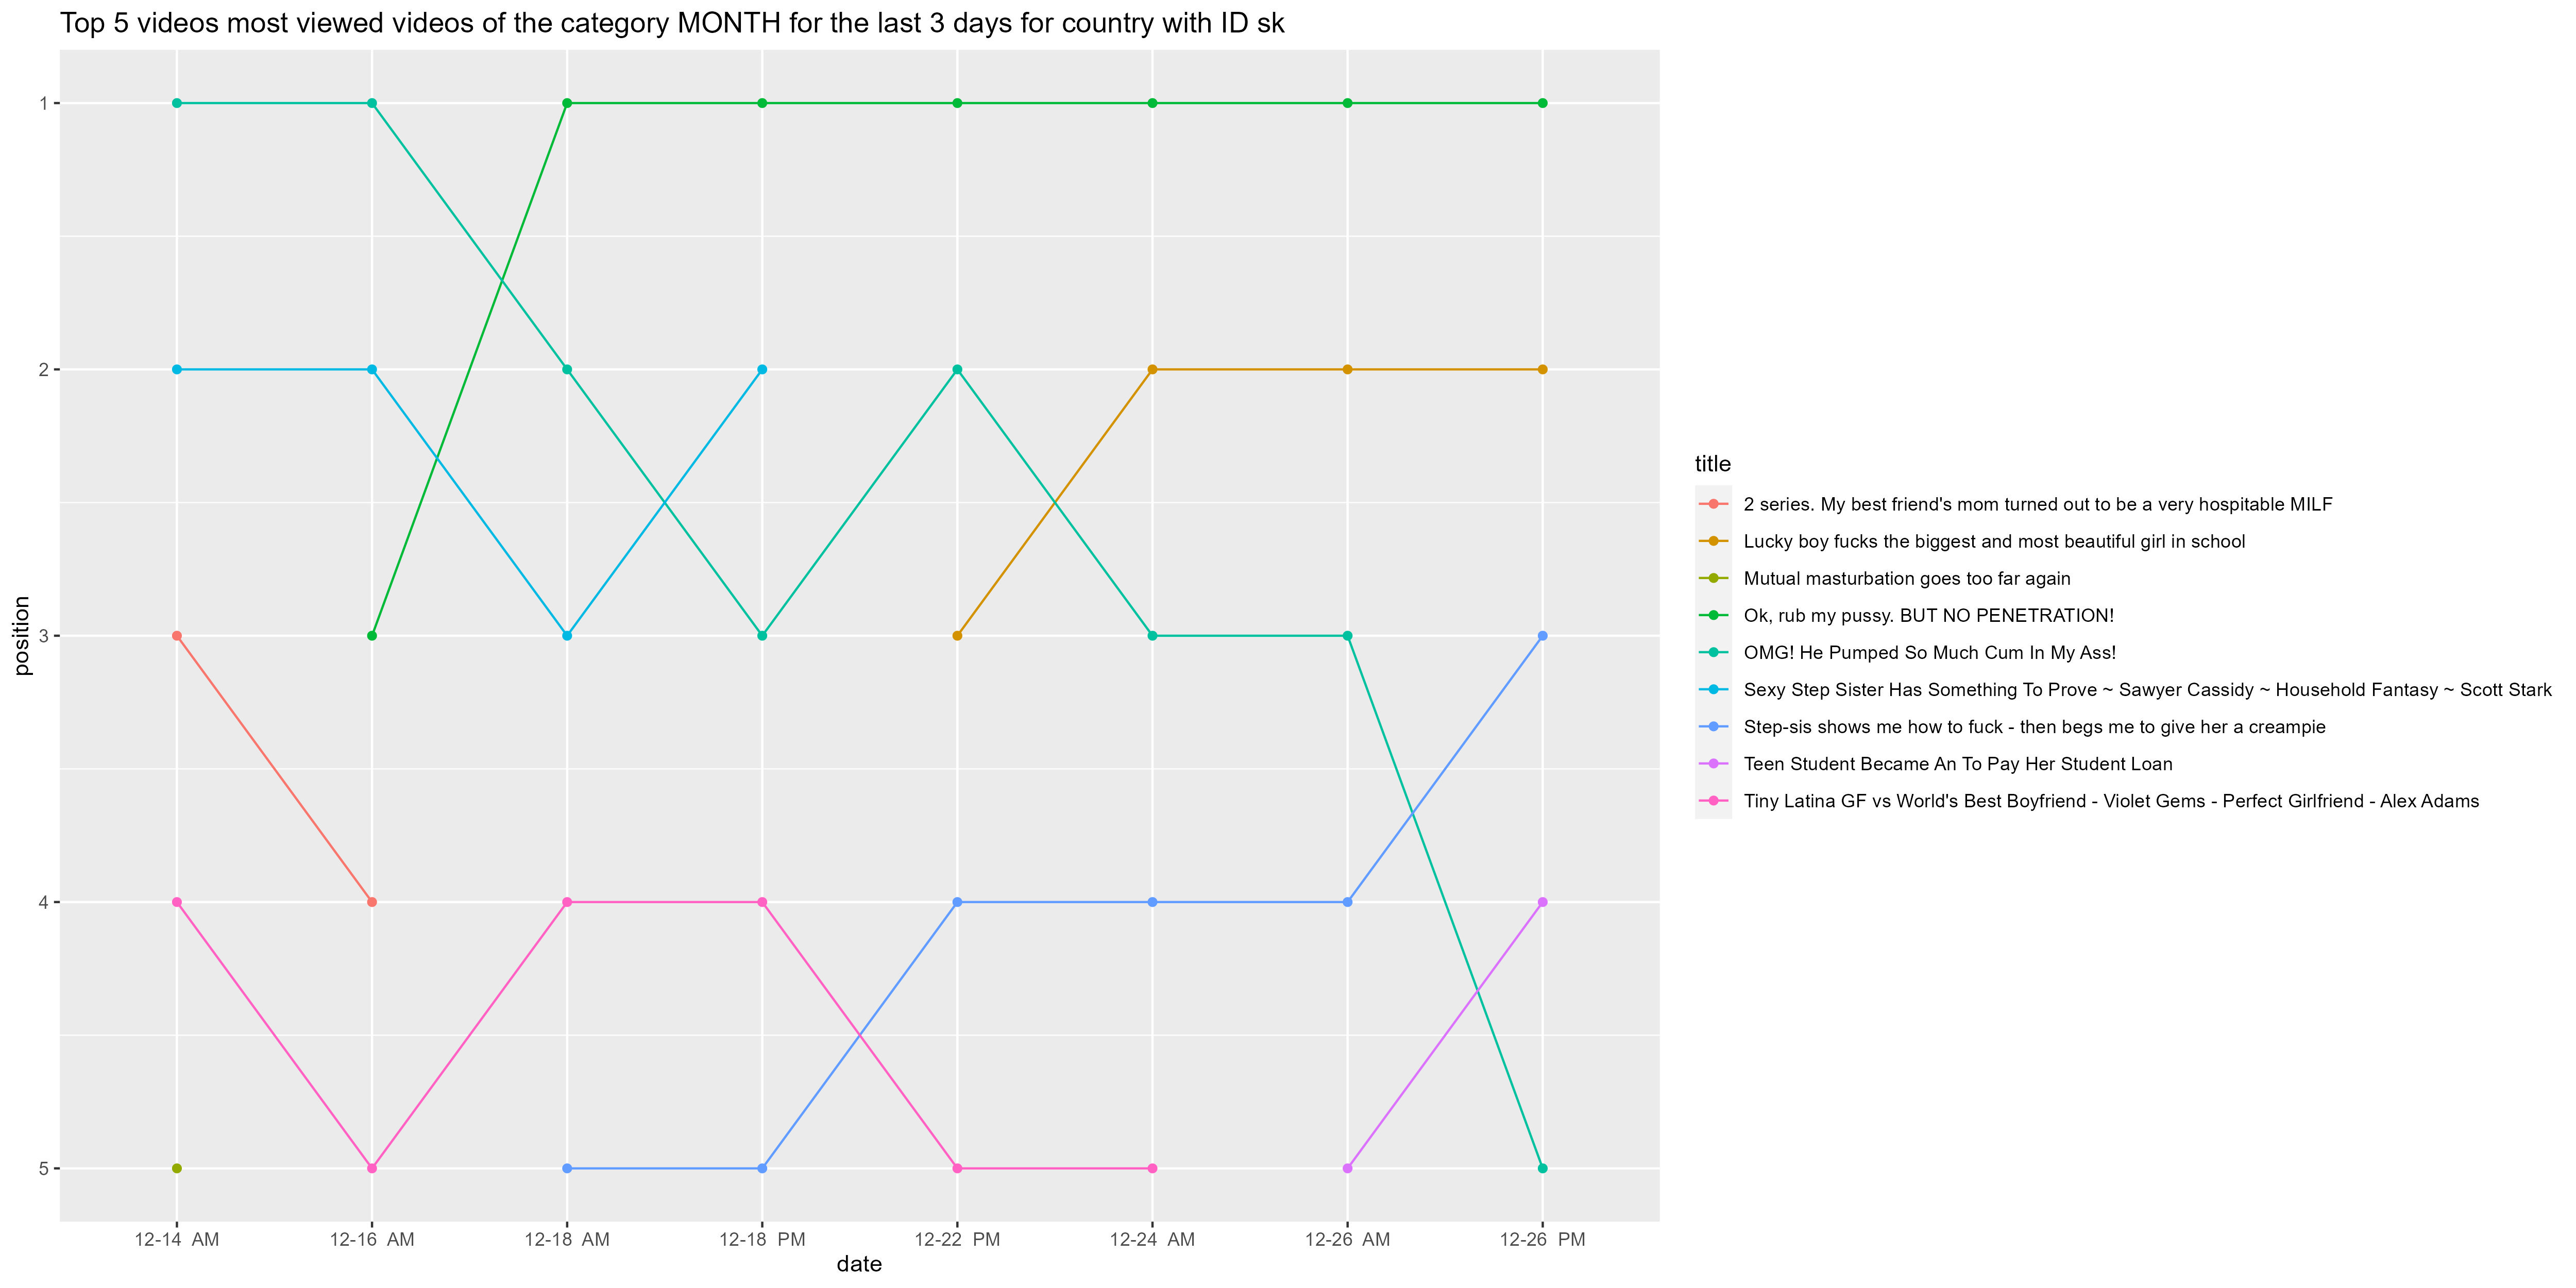 Top 5 videos most viewed videos of the category MONTH for the last 3 days for country with ID sk
position
1
2
3
4
5
12-14  AM
12-16  AM
12-18  AM
12-18  PM
12-22  PM
12-24  AM
12-26  AM
12-26  PM
date
title
2 series. My best friend's mom turned out to be a very hospitable MILF
Lucky boy fucks the biggest and most beautiful girl in school
Mutual masturbation goes too far again
Ok, rub my pussy. BUT NO PENETRATION!
OMG! He Pumped So Much Cum In My Ass!
Sexy Step Sister Has Something To Prove ~ Sawyer Cassidy ~ Household Fantasy ~ Scott Stark
Step-sis shows me how to fuck - then begs me to give her a creampie
Teen Student Became An To Pay Her Student Loan
Tiny Latina GF vs World's Best Boyfriend - Violet Gems - Perfect Girlfriend - Alex Adams